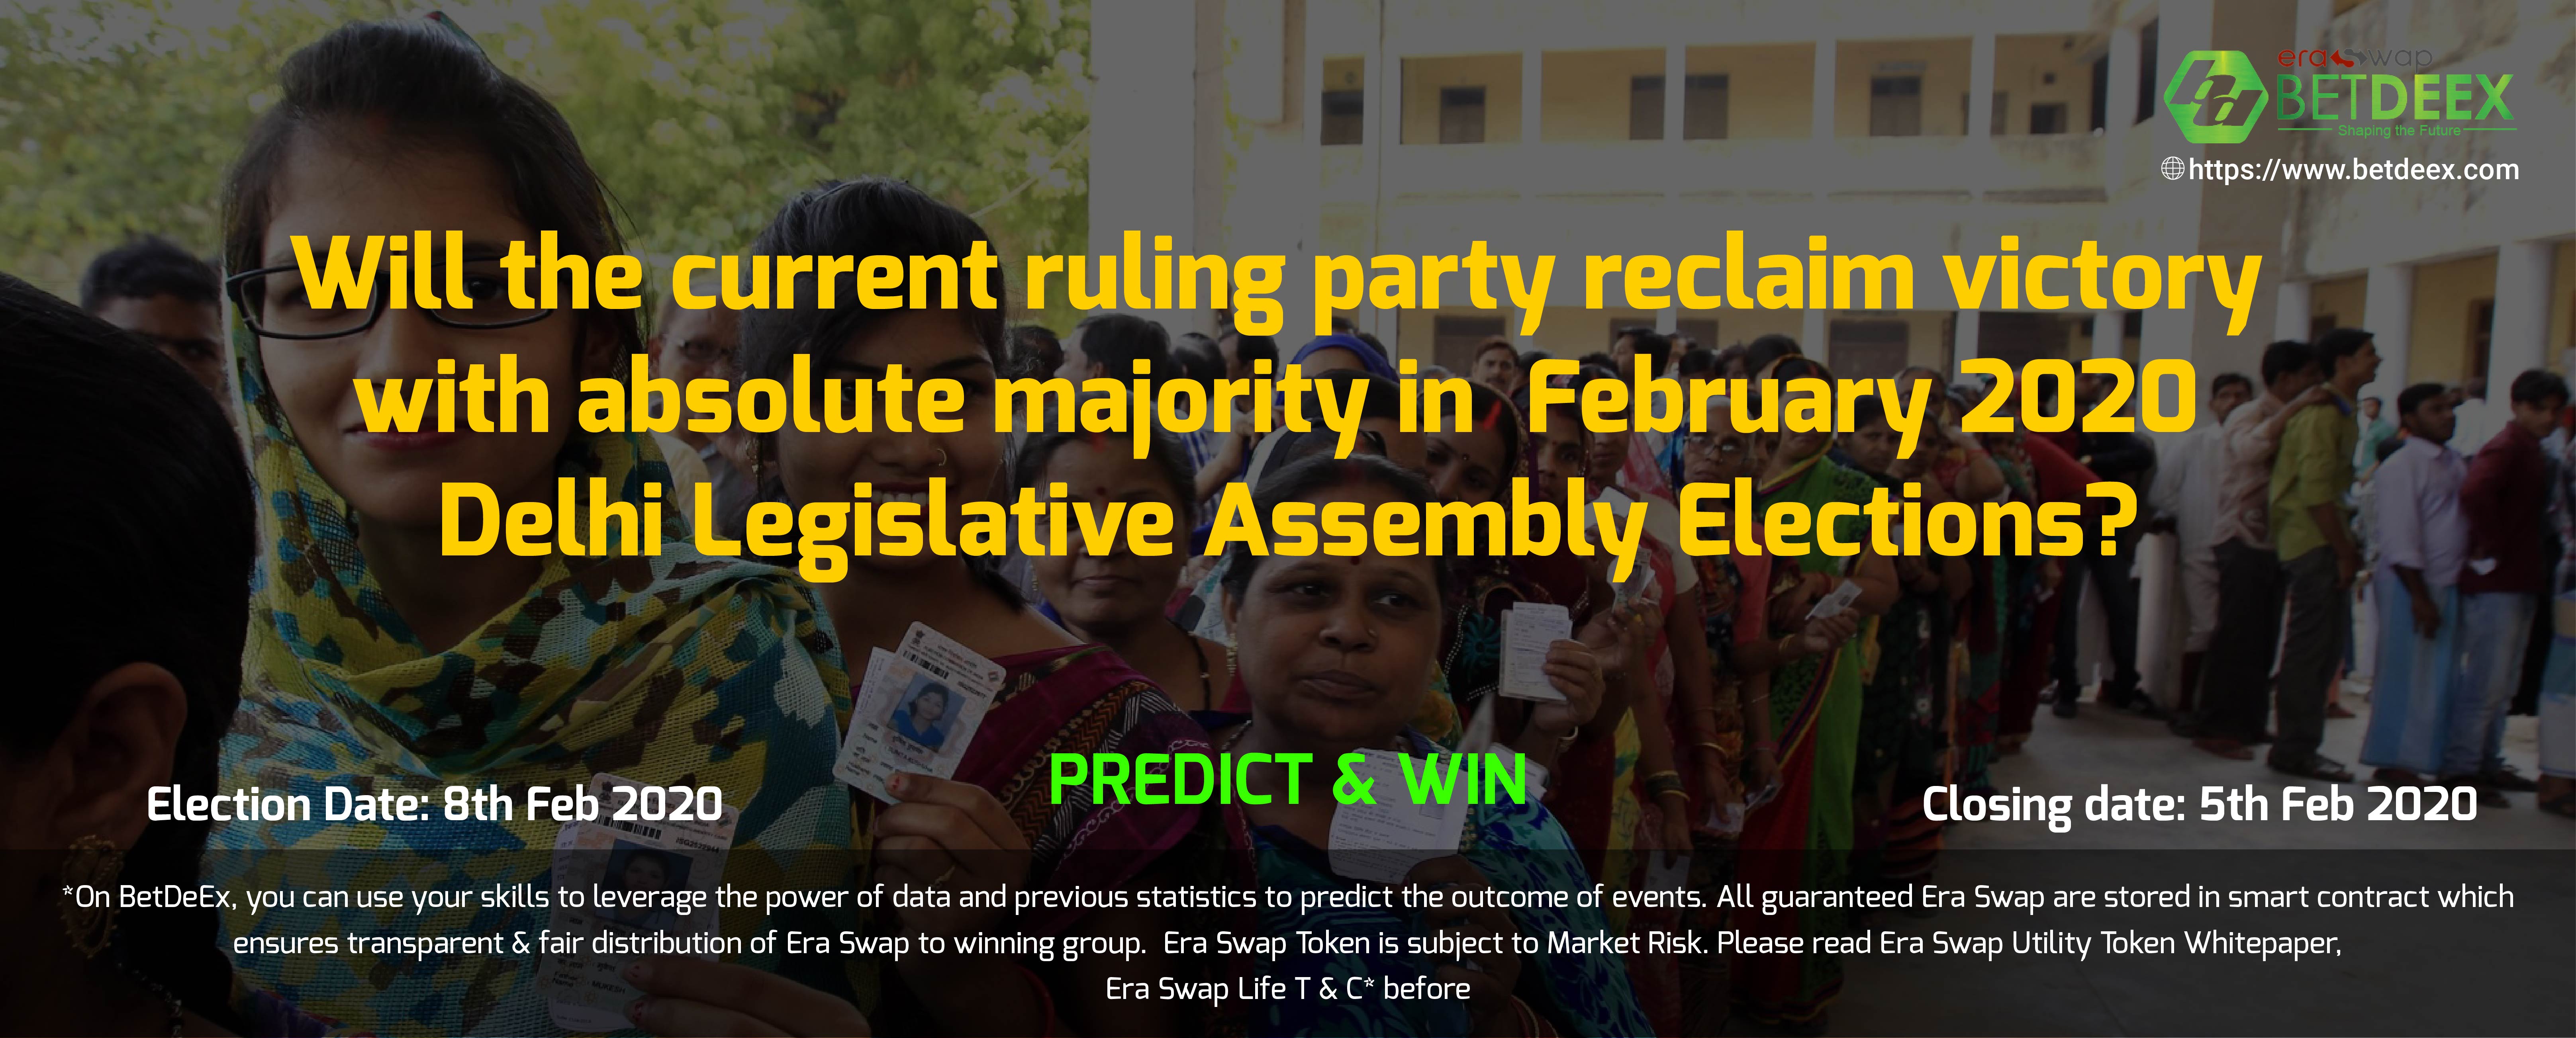 era swap
BETDEEX
Shaping the Future
https://www.betdeex.com
Will the current ruling party reclaim victory
with absolute majority in February 2020
Delhi Legislative Assembly Elections?
PREDICT & WIN
Election Date: 8th Feb 2020
Closing date: 5th Feb 2020
*On BetDeEx, you can use your skills to leverage the power of data and previous statistics to predict the outcome of events. All guaranteed Era Swap are stored in smart contract which
ensures transparent & fair distribution of Era Swap to winning group. Era Swap Token is subject to Market Risk. Please read Era Swap Utility Token Whitepaper,
Era Swap Life T & C* before